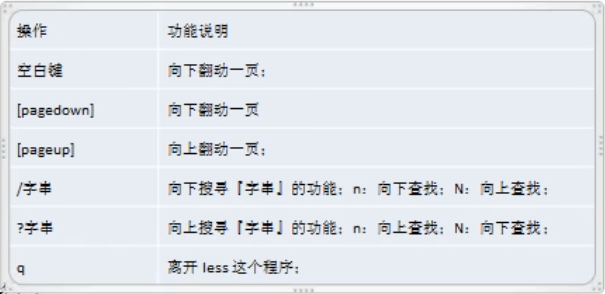 操作 功能说明
空白键 向下翻动一页；
[pagedown] 向下翻动一页
[pageup] 向上翻动一页；
/字串 向下搜寻『字串』的功能；n：向下查找；N：向上查找；
?字串 向上搜寻『字串』的功能；n：向上查找；N：向下查找；
q 离开 less 这个程序；